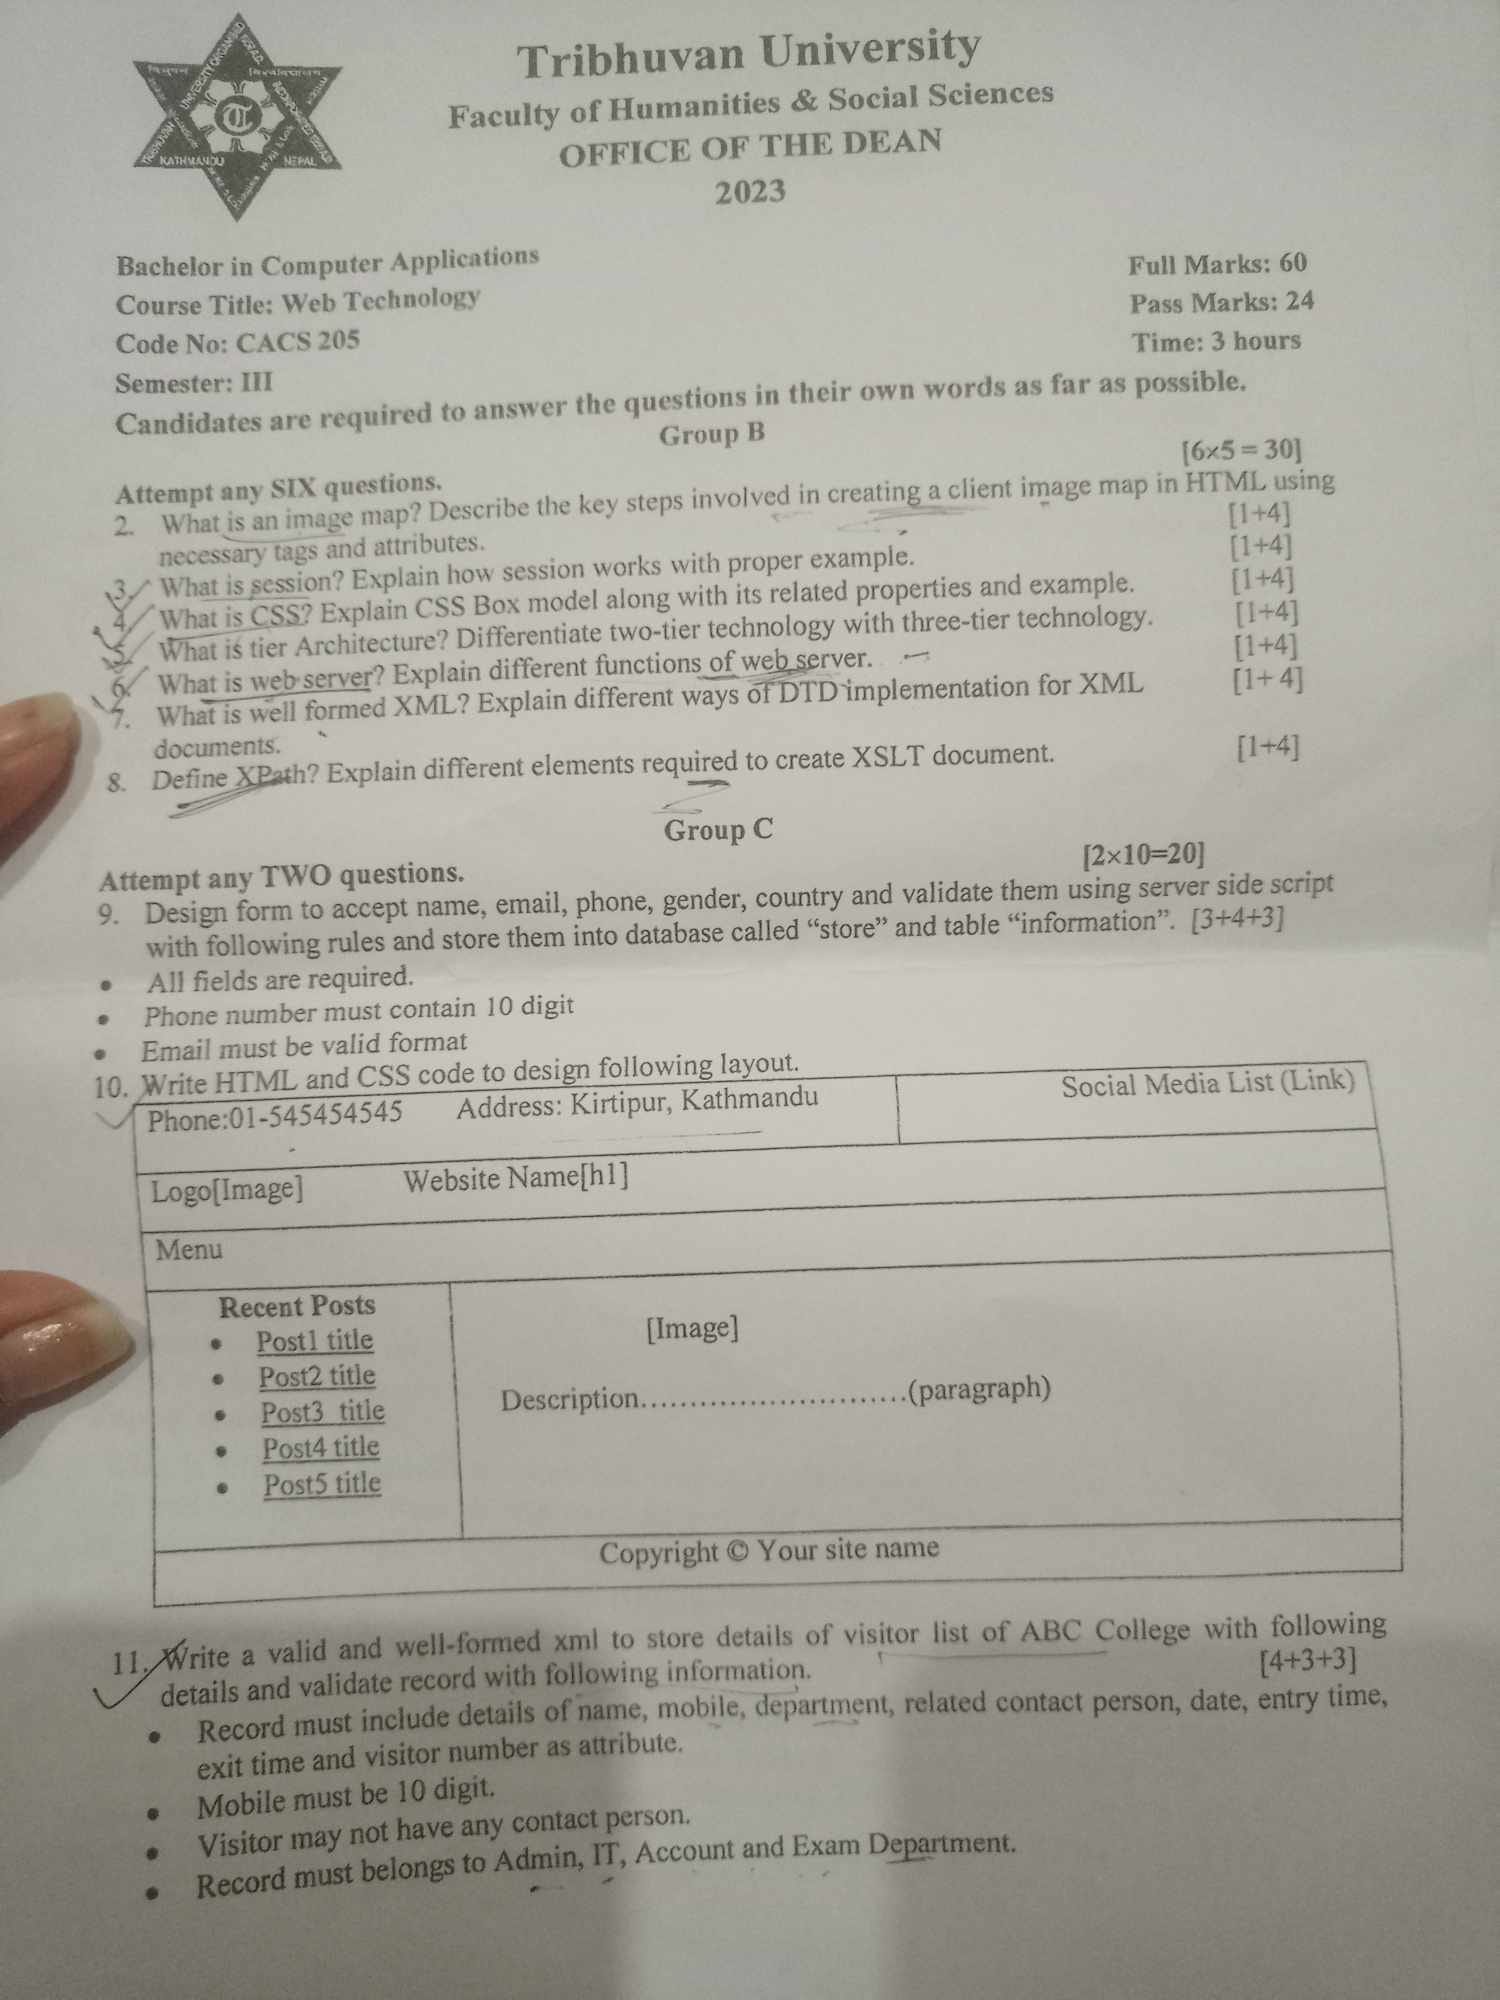 KATHMANDU
NEPAL
Tribhuvan University
Faculty of Humanities & Social Sciences
OFFICE OF THE DEAN
2023
Bachelor in Computer Applications
Full Marks: 60
Course Title: Web Technology
Pass Marks: 24
Code No: CACS 205
Time: 3 hours
Semester: III
Candidates are required to answer the questions in their own words as far as possible.
Group B
Attempt any SIX questions. [6×5 = 30]
2. What is an image map? Describe the key steps involved in creating a client image map in HTML using
necessary tags and attributes. [1+4]
3. What is session? Explain how session works with proper example. [1+4]
4. What is CSS? Explain CSS Box model along with its related properties and example. [1+4]
5. What is tier Architecture? Differentiate two-tier technology with three-tier technology. [1+4]
6. What is web server? Explain different functions of web server. [1+4]
7. What is well formed XML? Explain different ways of DTD implementation for XML [1+ 4]
documents.
8. Define XPath? Explain different elements required to create XSLT document. [1+4]
Group C
Attempt any TWO questions. [2×10=20]
9. Design form to accept name, email, phone, gender, country and validate them using server side script
with following rules and store them into database called “store” and table “information”. [3+4+3]
• All fields are required.
• Phone number must contain 10 digit
• Email must be valid format
10. Write HTML and CSS code to design following layout.
Phone:01-545454545 Address: Kirtipur, Kathmandu
Social Media List (Link)
Logo[Image] Website Name[h1]
Menu
Recent Posts
• Post1 title
• Post2 title
• Post3 title
• Post4 title
• Post5 title
[Image]
Description...........................(paragraph)
Copyright © Your site name
11. Write a valid and well-formed xml to store details of visitor list of ABC College with following
details and validate record with following information. [4+3+3]
• Record must include details of name, mobile, department, related contact person, date, entry time,
exit time and visitor number as attribute.
• Mobile must be 10 digit.
• Visitor may not have any contact person.
• Record must belongs to Admin, IT, Account and Exam Department.